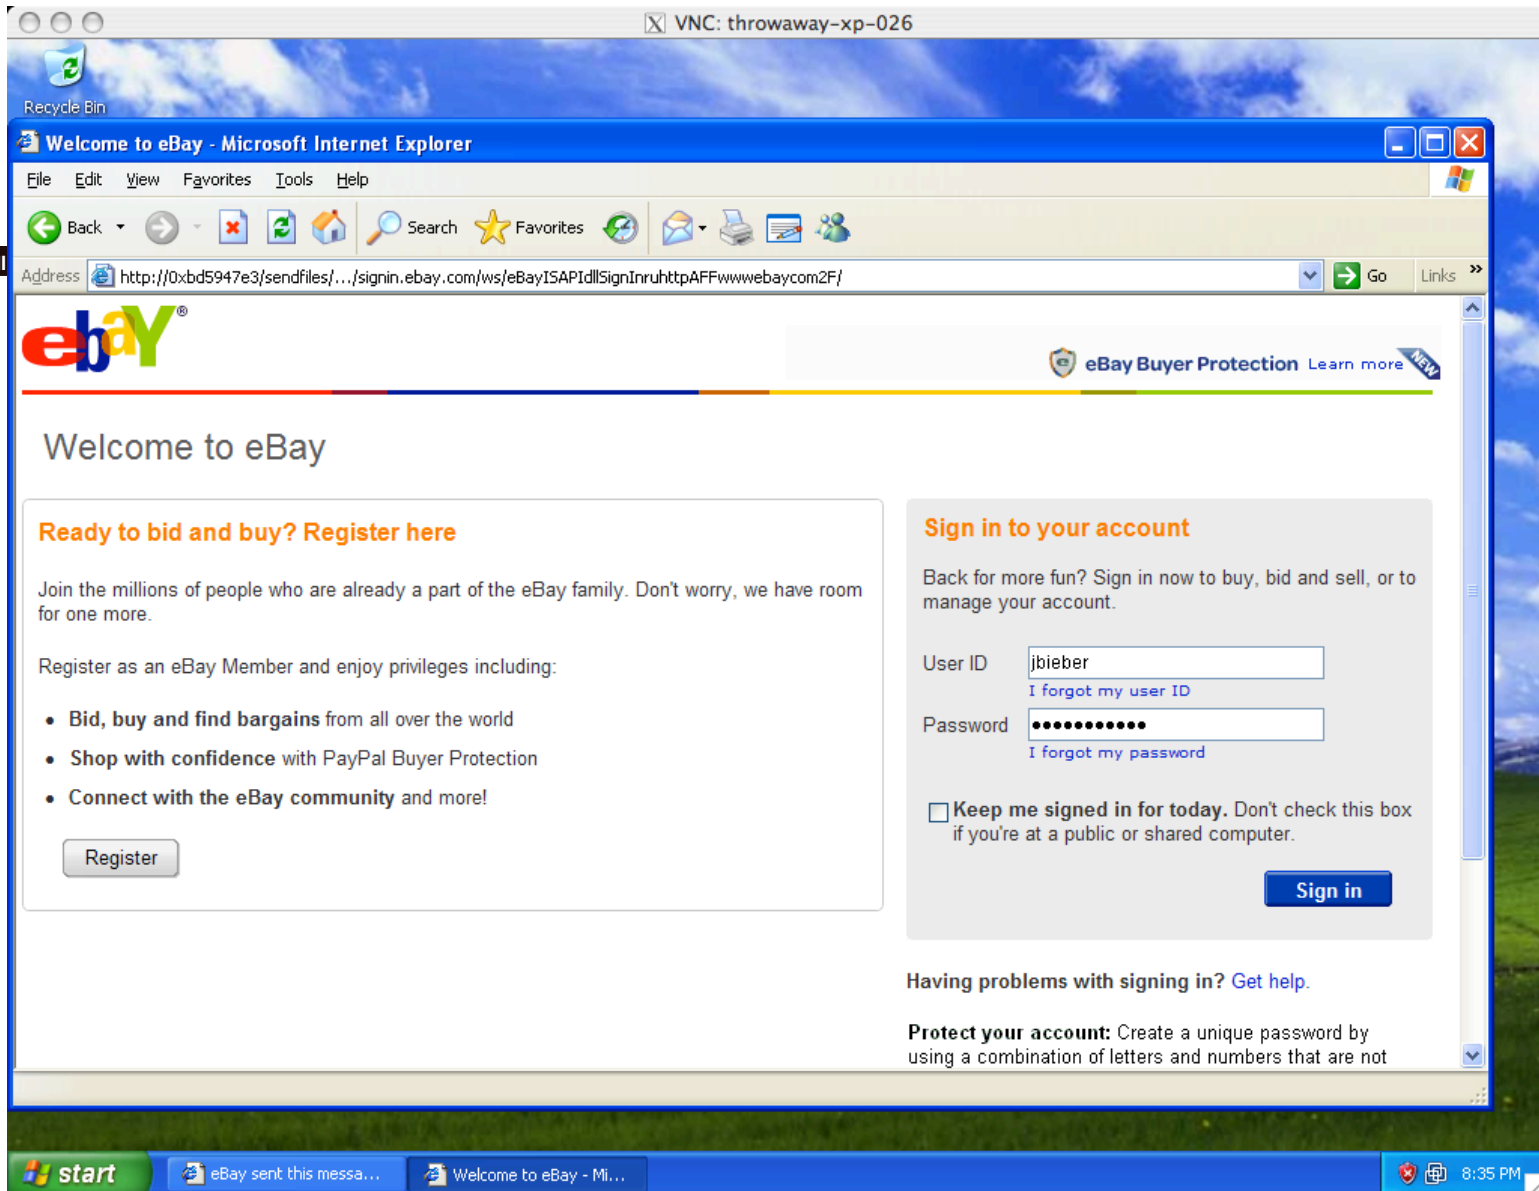 VNC: throwaway-xp-026
Recycle Bin
Welcome to eBay - Microsoft Internet Explorer
File Edit View Favorites Tools Help
Back Search Favorites
Address http://0xbd5947e3/sendfiles/.../signin.ebay.com/ws/eBayISAPIdllSignInruhttpAFFwwwebaycom2F/ Go Links »
ebay®
eBay Buyer Protection Learn more NEW
Welcome to eBay
Ready to bid and buy? Register here
Join the millions of people who are already a part of the eBay family. Don't worry, we have room
for one more.
Register as an eBay Member and enjoy privileges including:
• Bid, buy and find bargains from all over the world
• Shop with confidence with PayPal Buyer Protection
• Connect with the eBay community and more!
Register
Sign in to your account
Back for more fun? Sign in now to buy, bid and sell, or to
manage your account.
User ID jbieber
I forgot my user ID
Password •••••••••••
I forgot my password
Keep me signed in for today. Don't check this box
if you're at a public or shared computer.
Sign in
Having problems with signing in? Get help.
Protect your account: Create a unique password by
using a combination of letters and numbers that are not
start eBay sent this messa... Welcome to eBay - Mi... 8:35 PM